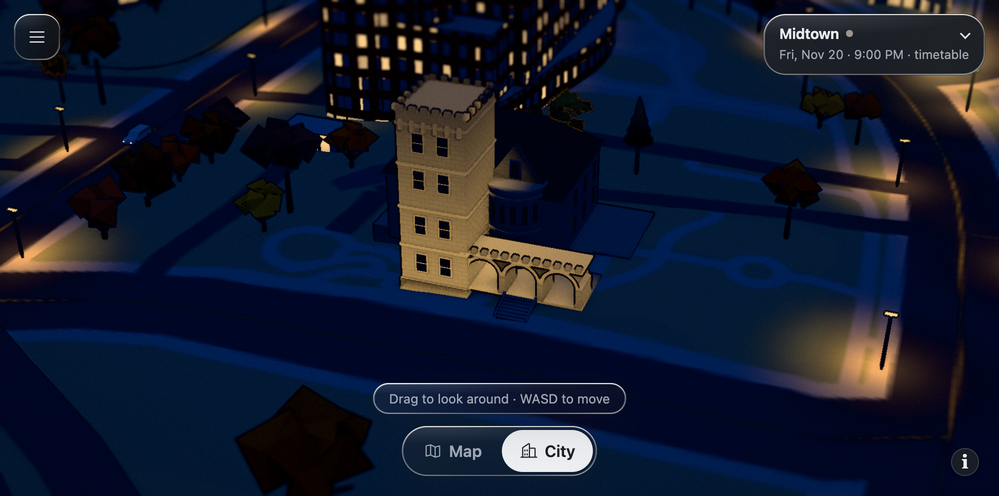 Midtown
Fri, Nov 20 · 9:00 PM · timetable
Drag to look around · WASD to move
Map
City